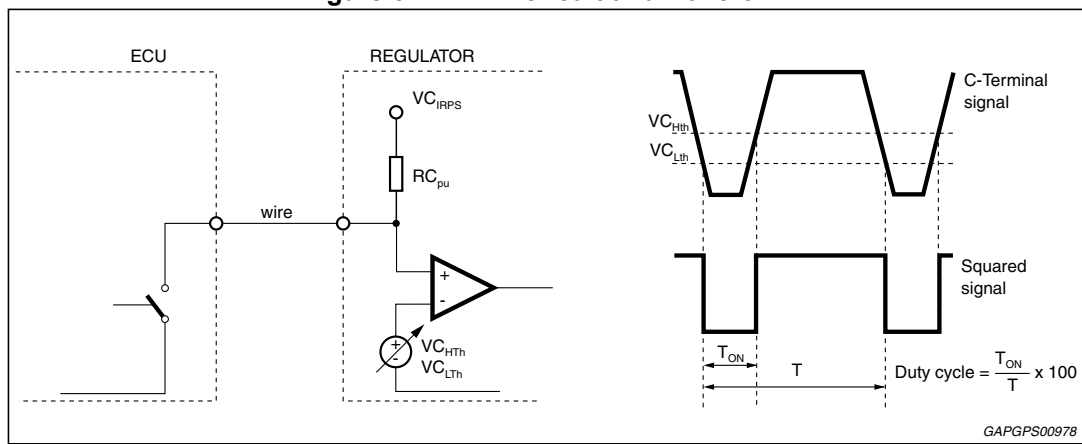 ECU
REGULATOR
VC_IRPS
RC_pu
wire
+
-
+
-
VC_HTh
VC_LTh
C-Terminal
signal
VC_Hth
VC_Lth
Squared
signal
T_ON
T
Duty cycle = T_ON / T x 100
GAPGPS00978